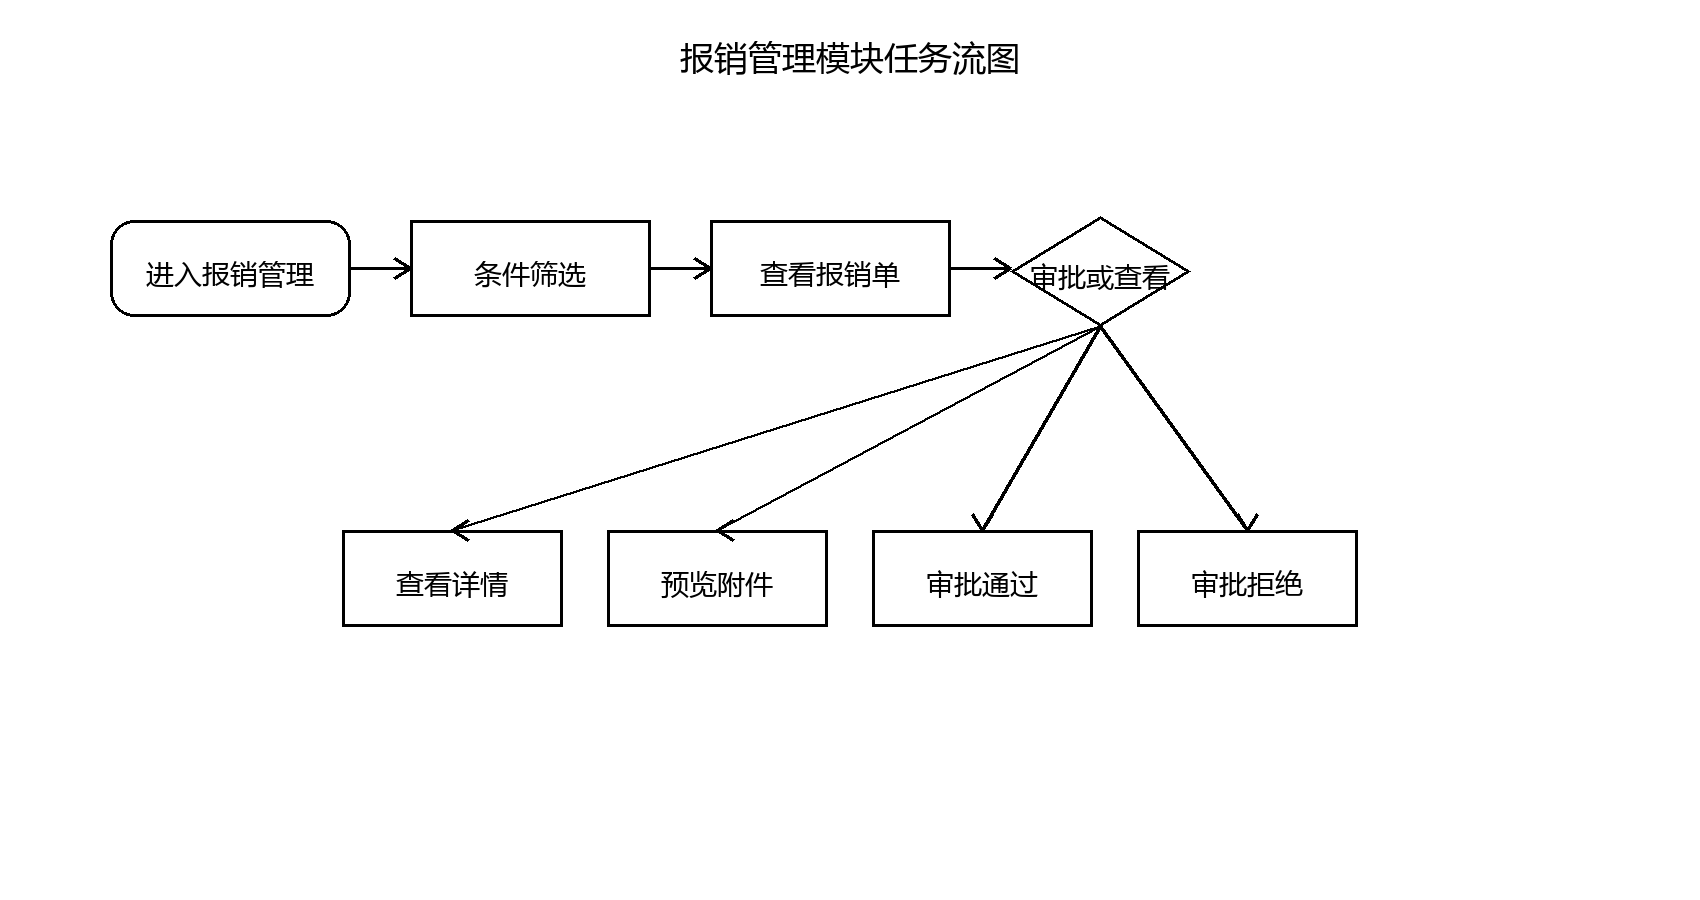 报销管理模块任务流图
进入报销管理
条件筛选
查看报销单
审批或查看
查看详情
预览附件
审批通过
审批拒绝